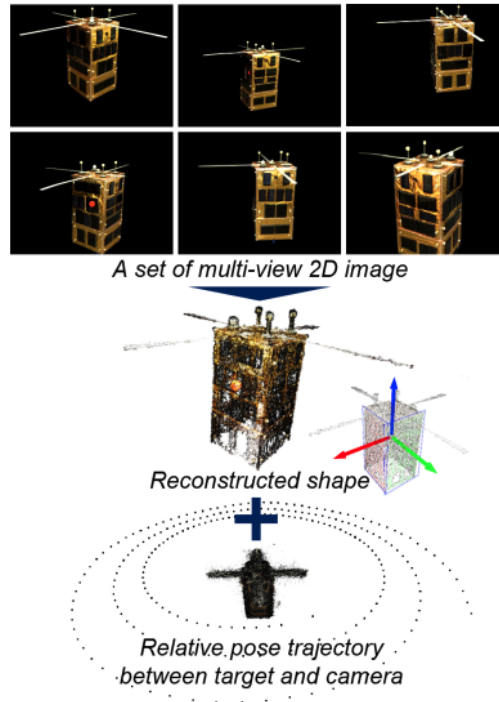 A set of multi-view 2D image
Reconstructed shape
Relative pose trajectory
between target and camera